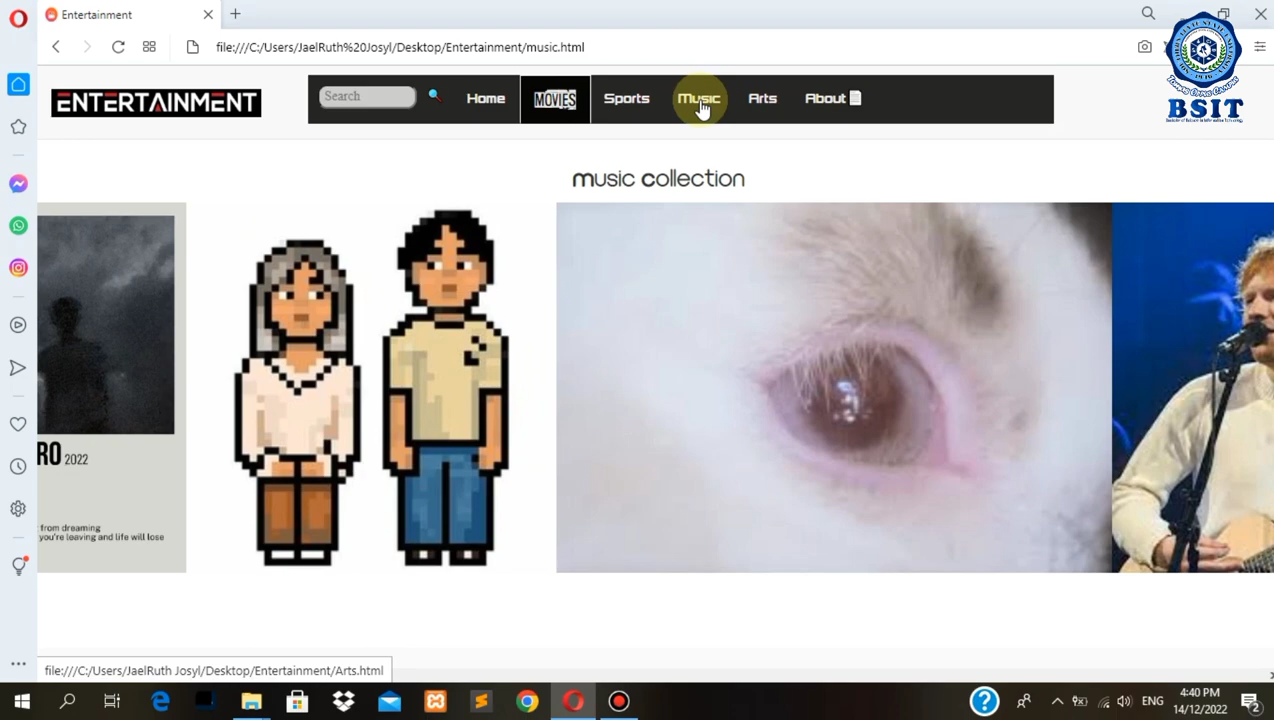 Entertainment
file:///C:/Users/JaelRuth%20Josyl/Desktop/Entertainment/music.html
ENTERTAINMENT
Search
Home
MOVIES
Sports
Music
Arts
About
BSIT
music collection
RO 2022
from dreaming
you're leaving and life will lose
file:///C:/Users/JaelRuth Josyl/Desktop/Entertainment/Arts.html
ENG
4:40 PM
14/12/2022
2